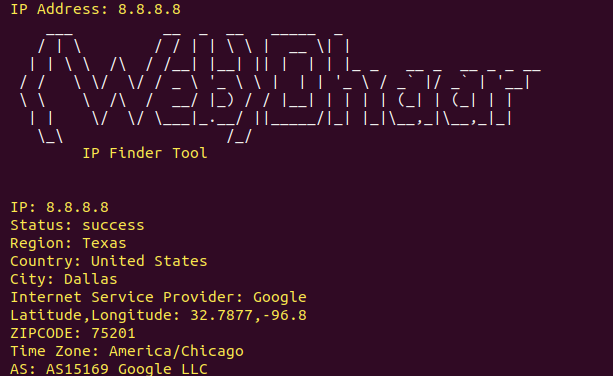 IP Address: 8.8.8.8
(Web)Dhaar
IP Finder Tool
IP: 8.8.8.8
Status: success
Region: Texas
Country: United States
City: Dallas
Internet Service Provider: Google
Latitude,Longitude: 32.7877,-96.8
ZIPCODE: 75201
Time Zone: America/Chicago
AS: AS15169 Google LLC